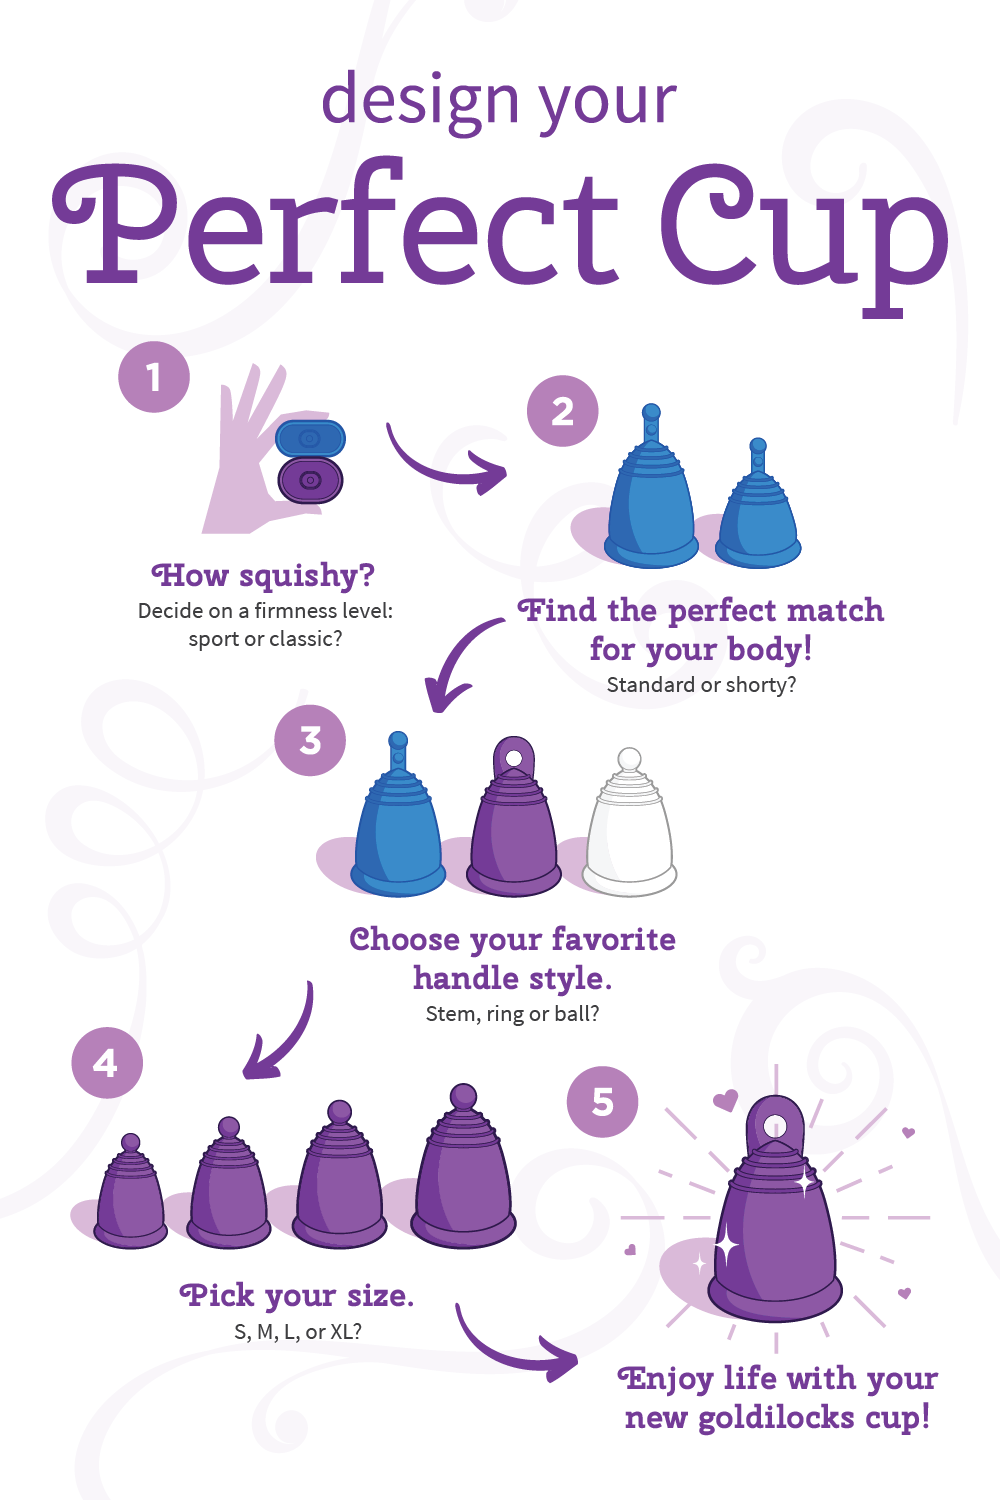 design your
Perfect Cup
1
How squishy?
Decide on a firmness level:
sport or classic?
2
Find the perfect match
for your body!
Standard or shorty?
3
Choose your favorite
handle style.
Stem, ring or ball?
4
Pick your size.
S, M, L, or XL?
5
Enjoy life with your
new goldilocks cup!